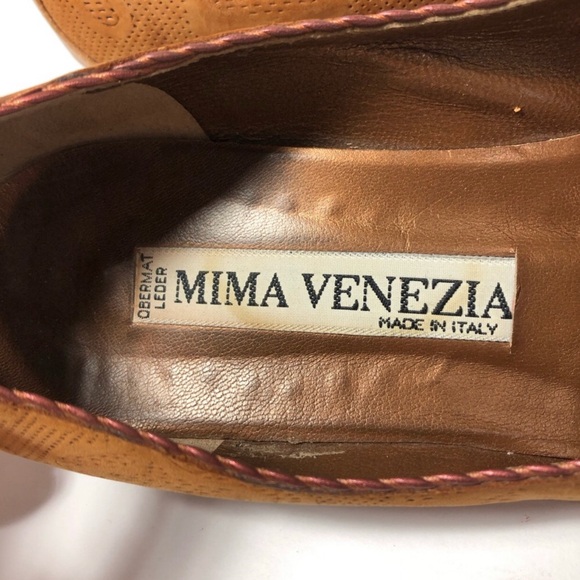 OBERMAT
LEDER
MIMA VENEZIA
MADE IN ITALY